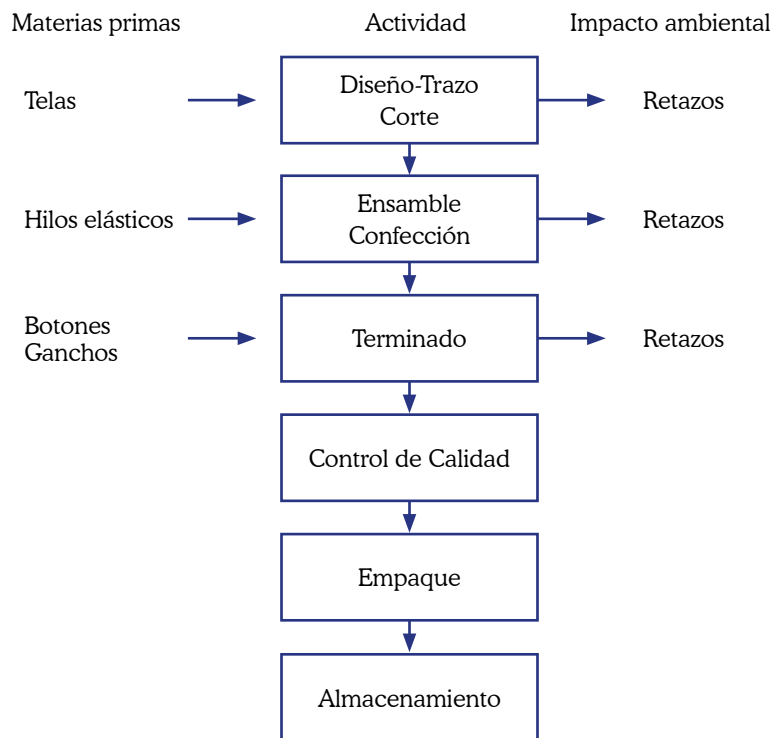 Materias primas
Actividad
Impacto ambiental
Telas
Diseño-Trazo
Corte
Retazos
Hilos elásticos
Ensamble
Confección
Retazos
Botones
Ganchos
Terminado
Retazos
Control de Calidad
Empaque
Almacenamiento